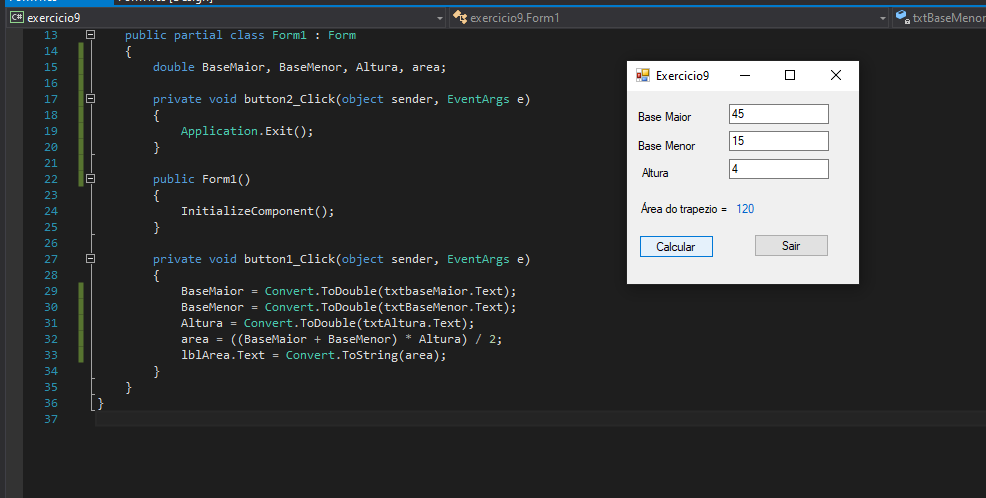 exercicio9 exercicio9.Form1 txtBaseMenor
13 public partial class Form1 : Form
14 {
15 double BaseMaior, BaseMenor, Altura, area;
16
17 private void button2_Click(object sender, EventArgs e)
18 {
19 Application.Exit();
20 }
21
22 public Form1()
23 {
24 InitializeComponent();
25 }
26
27 private void button1_Click(object sender, EventArgs e)
28 {
29 BaseMaior = Convert.ToDouble(txtbaseMaior.Text);
30 BaseMenor = Convert.ToDouble(txtBaseMenor.Text);
31 Altura = Convert.ToDouble(txtAltura.Text);
32 area = ((BaseMaior + BaseMenor) * Altura) / 2;
33 lblArea.Text = Convert.ToString(area);
34 }
35 }
36 }
37
Exercicio9
Base Maior 45
Base Menor 15
Altura 4
Área do trapezio = 120
Calcular Sair